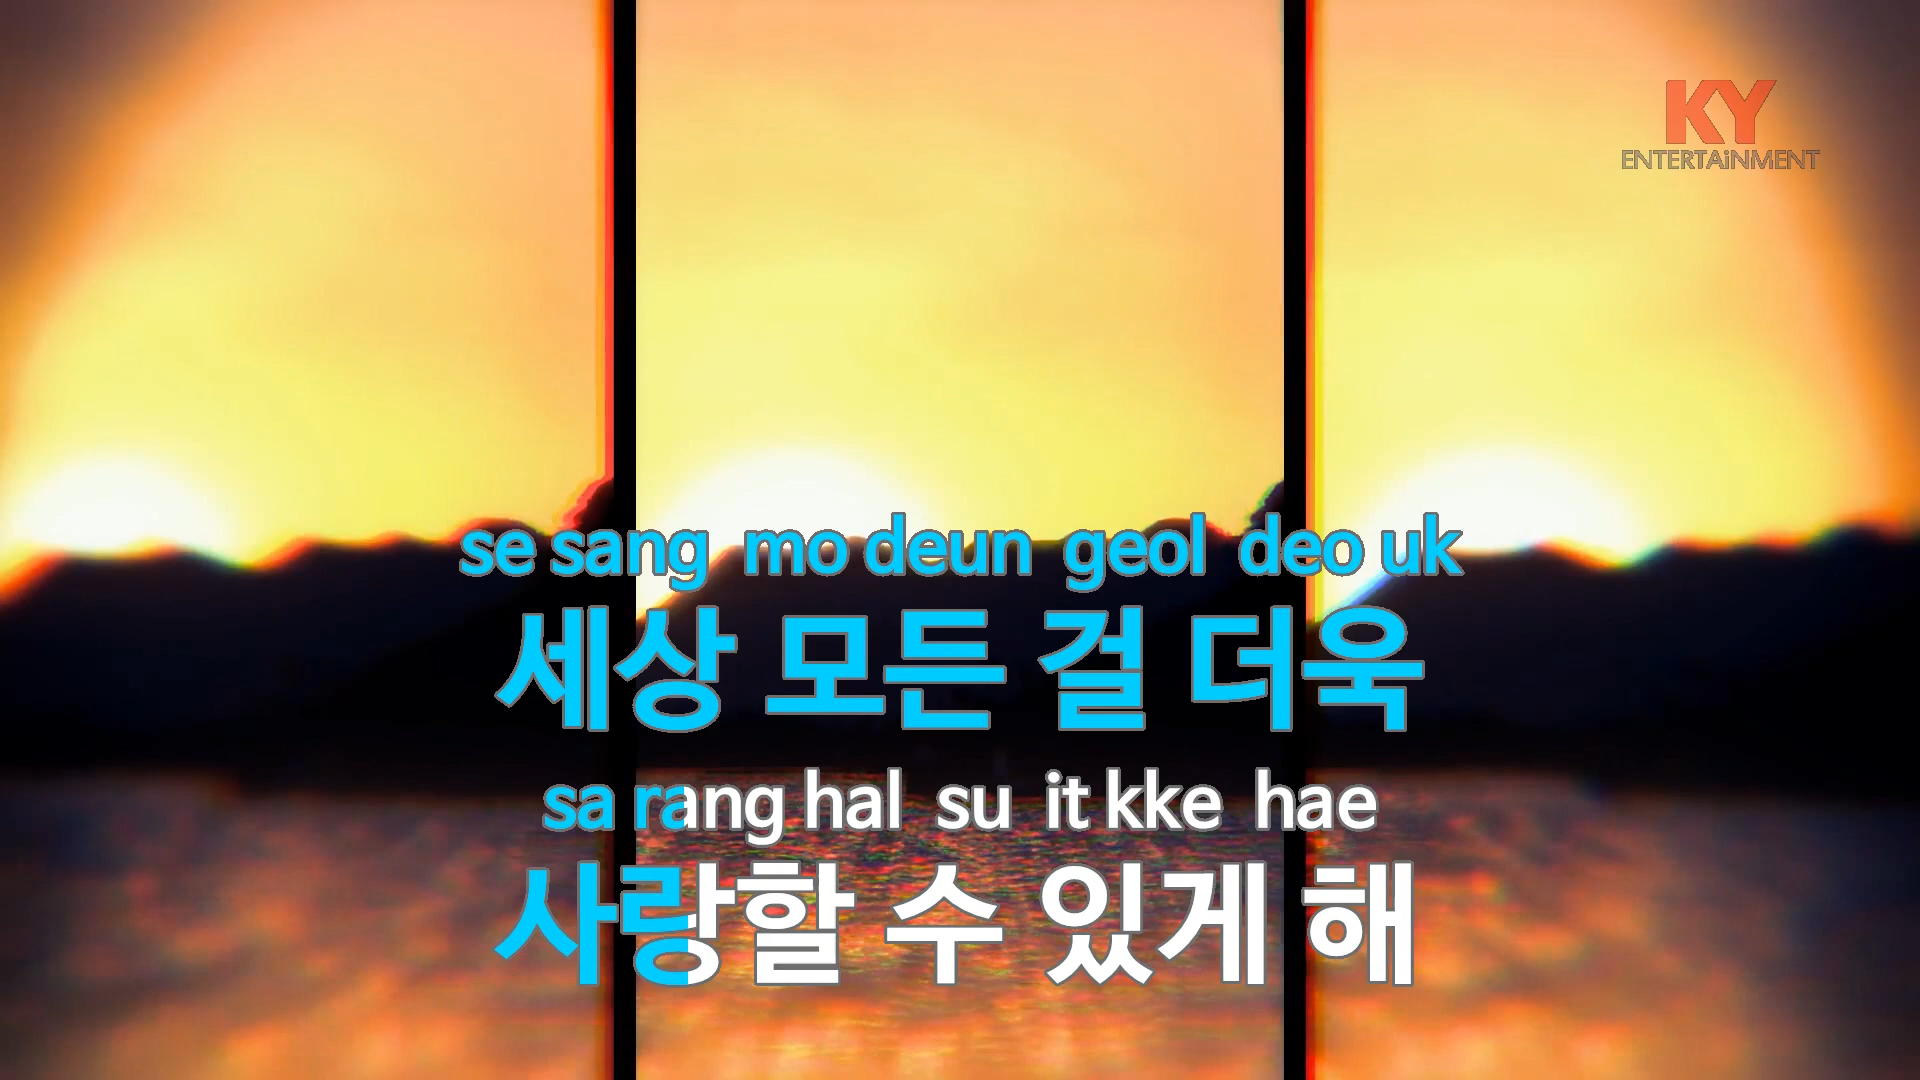 KY
ENTERTAiNMENT
se sang mo deun geol deo uk
세상 모든 걸 더욱
sa rang hal su it kke hae
사랑할 수 있게 해